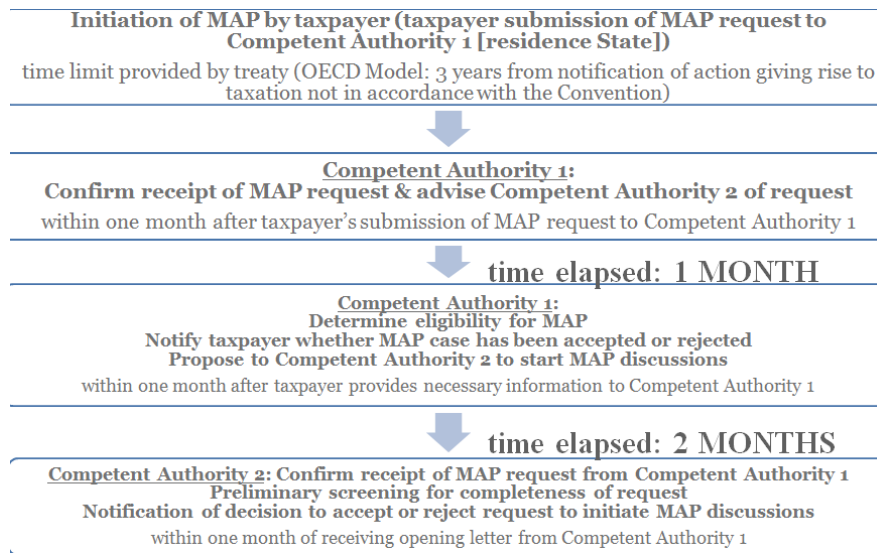 Initiation of MAP by taxpayer (taxpayer submission of MAP request to
Competent Authority 1 [residence State])
time limit provided by treaty (OECD Model: 3 years from notification of action giving rise to
taxation not in accordance with the Convention)
Competent Authority 1:
Confirm receipt of MAP request & advise Competent Authority 2 of request
within one month after taxpayer's submission of MAP request to Competent Authority 1
time elapsed: 1 MONTH
Competent Authority 1:
Determine eligibility for MAP
Notify taxpayer whether MAP case has been accepted or rejected
Propose to Competent Authority 2 to start MAP discussions
within one month after taxpayer provides necessary information to Competent Authority 1
time elapsed: 2 MONTHS
Competent Authority 2: Confirm receipt of MAP request from Competent Authority 1
Preliminary screening for completeness of request
Notification of decision to accept or reject request to initiate MAP discussions
within one month of receiving opening letter from Competent Authority 1